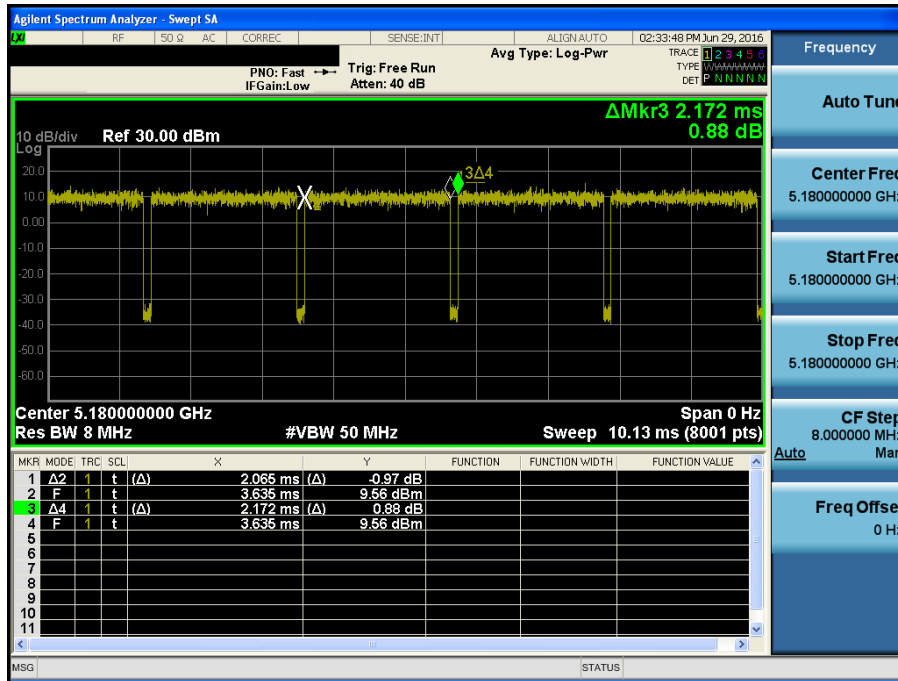 Agilent Spectrum Analyzer - Swept SA
LXI RF 50 Ω AC CORREC SENSE:INT ALIGN AUTO 02:33:48 PM Jun 29, 2016
Frequency
Avg Type: Log-Pwr
TRACE 1 2 3 4 5 6
TYPE
DET P N N N N N
PNO: Fast
IFGain:Low
Trig: Free Run
Atten: 40 dB
Auto Tune
ΔMkr3 2.172 ms
0.88 dB
10 dB/div Ref 30.00 dBm
Log
20.0
10.0
0.00
-10.0
-20.0
-30.0
-40.0
-50.0
-60.0
3Δ4
Center Freq
5.180000000 GHz
Start Freq
5.180000000 GHz
Stop Freq
5.180000000 GHz
CF Step
8.000000 MHz
Auto Man
Freq Offset
0 Hz
Center 5.180000000 GHz Span 0 Hz
Res BW 8 MHz #VBW 50 MHz Sweep 10.13 ms (8001 pts)
MKR MODE TRC SCL X Y FUNCTION FUNCTION WIDTH FUNCTION VALUE
1 Δ2 1 t (Δ) 2.065 ms (Δ) -0.97 dB
2 F 1 t 3.635 ms 9.56 dBm
3 Δ4 1 t (Δ) 2.172 ms (Δ) 0.88 dB
4 F 1 t 3.635 ms 9.56 dBm
5
6
7
8
9
10
11
MSG STATUS